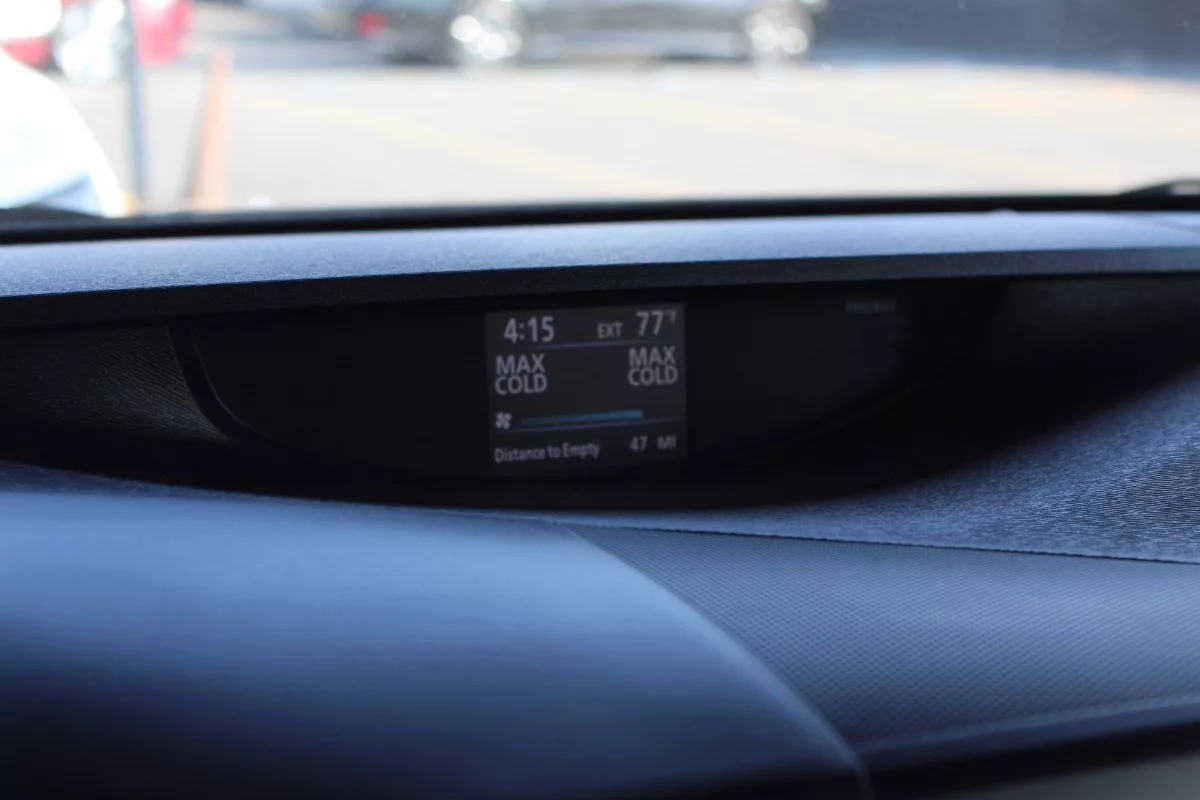 4:15 EXT 77°F
MAX MAX
COLD COLD
Distance to Empty 47 MI